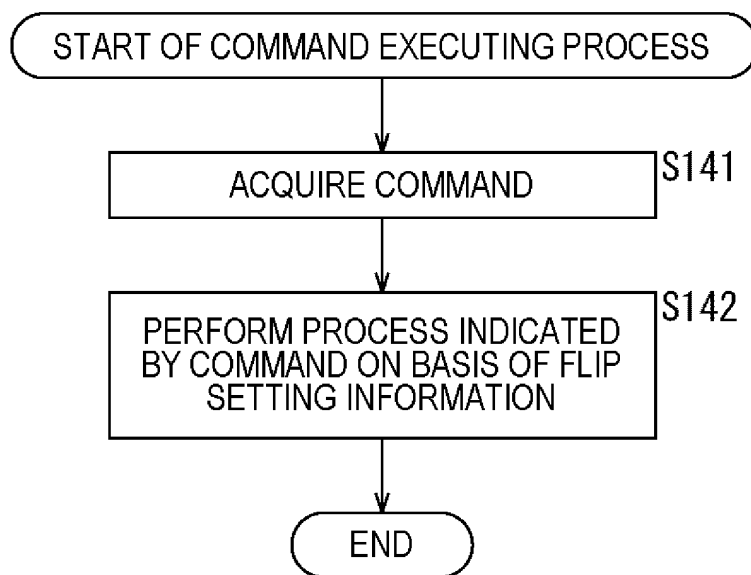 START OF COMMAND EXECUTING PROCESS
S141
ACQUIRE COMMAND
S142
PERFORM PROCESS INDICATED
BY COMMAND ON BASIS OF FLIP
SETTING INFORMATION
END